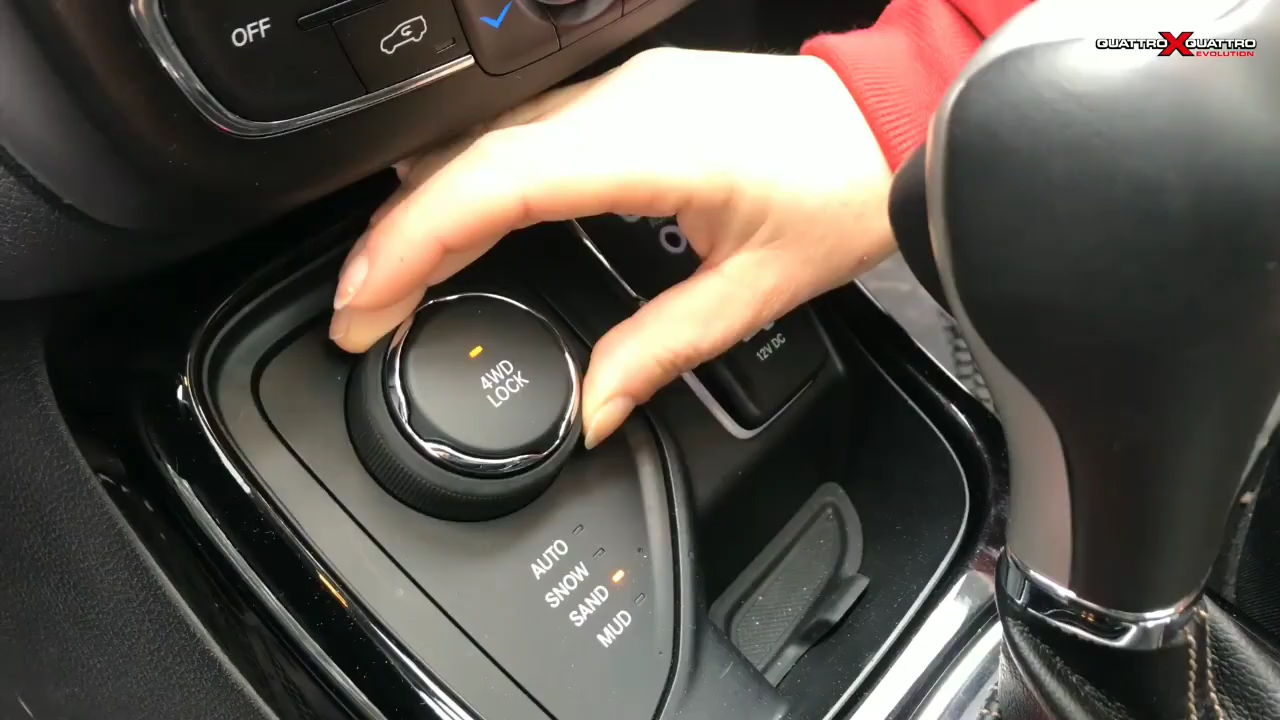 OFF
QUATTROXQUATTRO
EVOLUTION
4WD
LOCK
12V DC
AUTO
SNOW
SAND
MUD